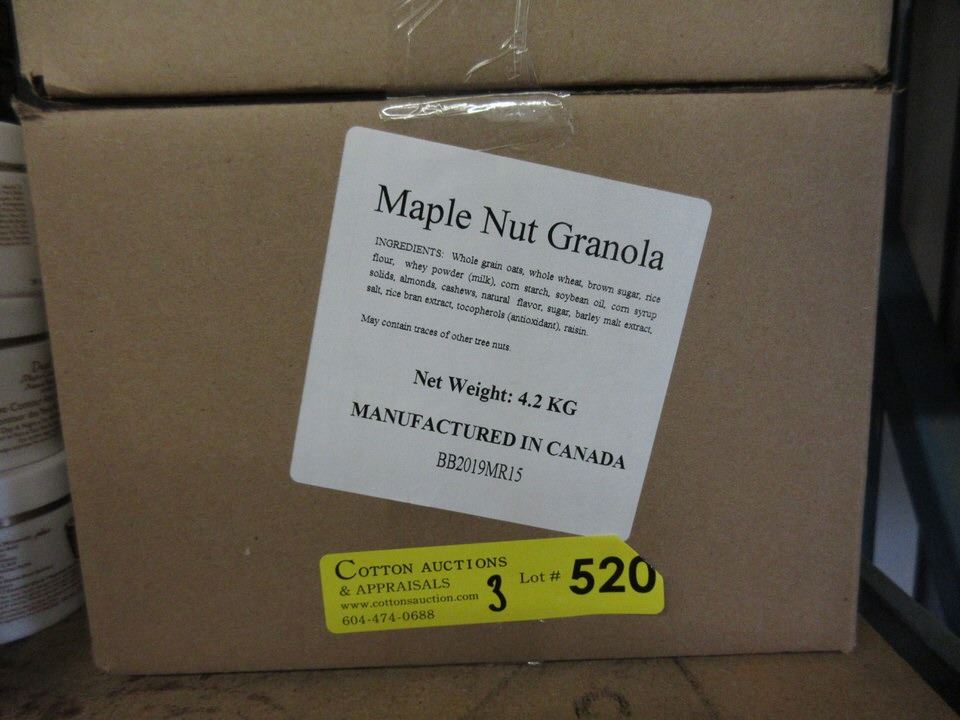 Maple Nut Granola
INGREDIENTS: Whole grain oats, whole wheat, brown sugar, rice
flour, whey powder (milk), corn starch, soybean oil, corn syrup
solids, almonds, cashews, natural flavor, sugar, barley malt extract,
salt, rice bran extract, tocopherols (antioxidant), raisin.
May contain traces of other tree nuts.
Net Weight: 4.2 KG
MANUFACTURED IN CANADA
BB2019MR15
COTTON AUCTIONS
& APPRAISALS
www.cottonsauction.com
604-474-0688
3
Lot # 520